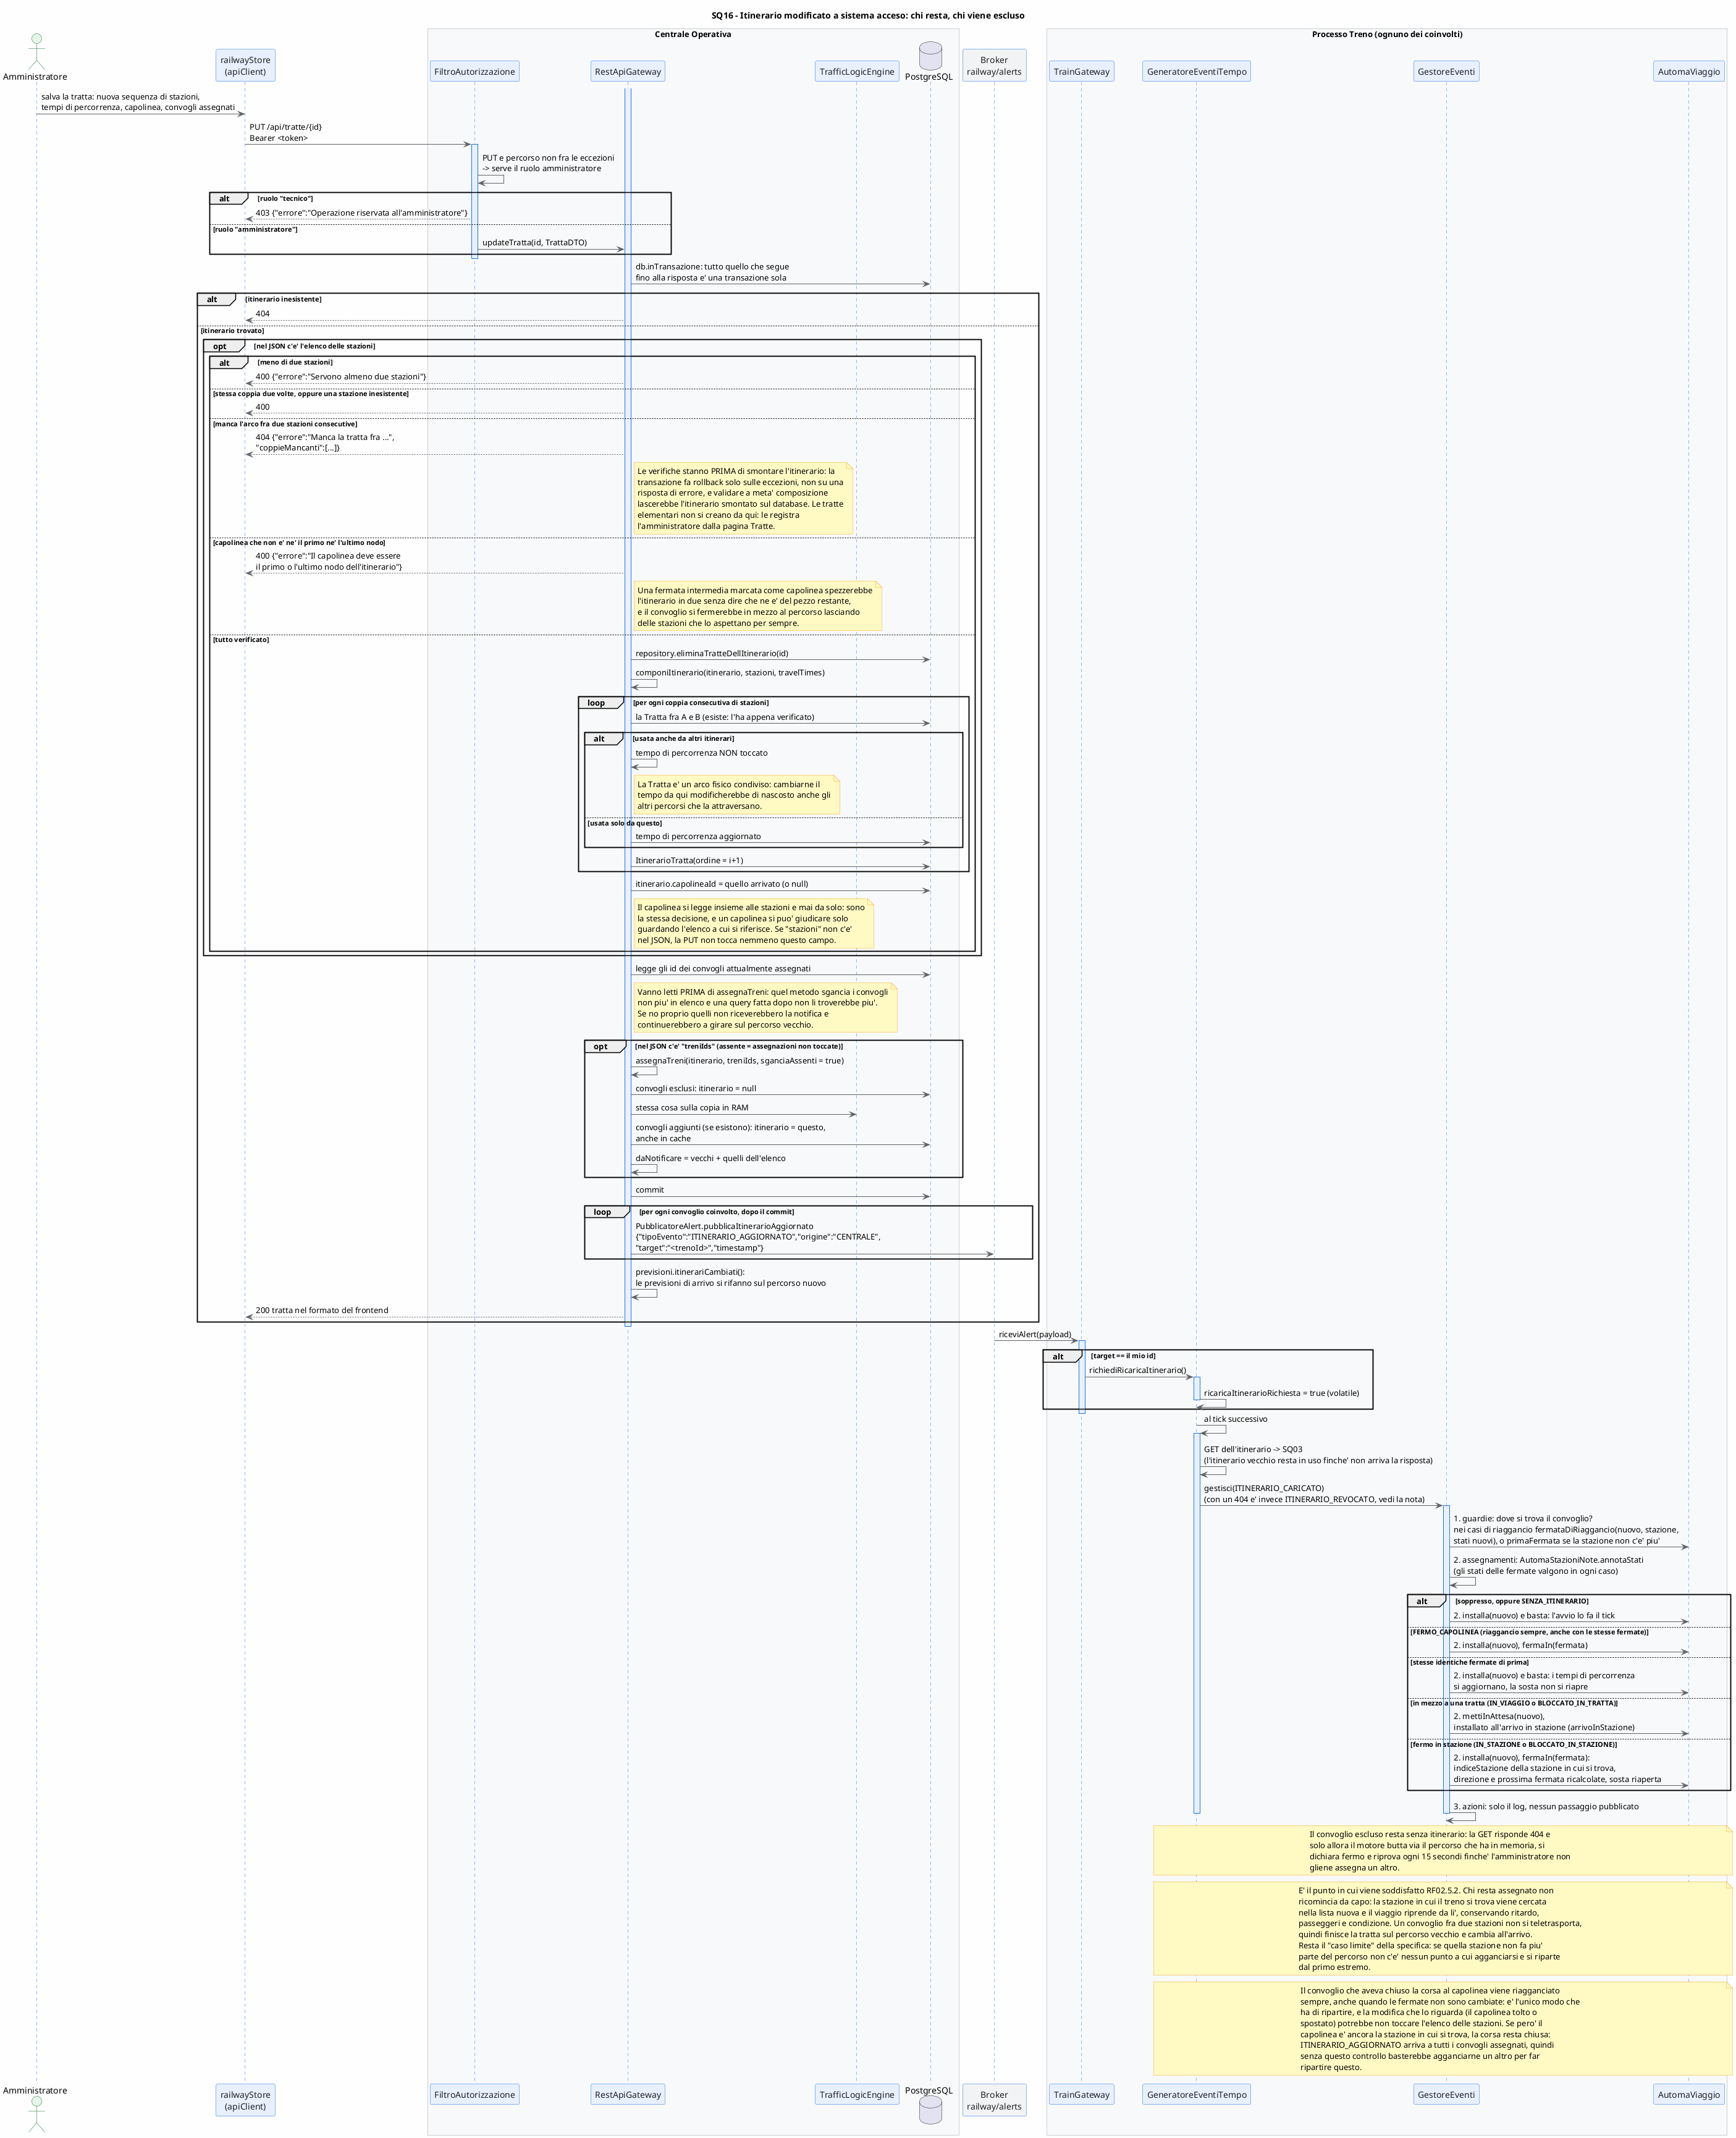 SQ16 - Itinerario modificato a sistema acceso: chi resta, chi viene escluso
Centrale Operativa
Processo Treno (ognuno dei coinvolti)
Amministratore
railwayStore
(apiClient)
FiltroAutorizzazione
RestApiGateway
TrafficLogicEngine
PostgreSQL
Broker
railway/alerts
TrainGateway
GeneratoreEventiTempo
GestoreEventi
AutomaViaggio
salva la tratta: nuova sequenza di stazioni,
tempi di percorrenza, capolinea, convogli assegnati
PUT /api/tratte/{id}
Bearer <token>
PUT e percorso non fra le eccezioni
-> serve il ruolo amministratore
alt [ruolo "tecnico"]
403 {"errore":"Operazione riservata all'amministratore"}
[ruolo "amministratore"]
updateTratta(id, TrattaDTO)
db.inTransazione: tutto quello che segue
fino alla risposta e' una transazione sola
alt [itinerario inesistente]
404
[itinerario trovato]
opt [nel JSON c'e' l'elenco delle stazioni]
alt [meno di due stazioni]
400 {"errore":"Servono almeno due stazioni"}
[stessa coppia due volte, oppure una stazione inesistente]
400
[manca l'arco fra due stazioni consecutive]
404 {"errore":"Manca la tratta fra ...",
"coppieMancanti":[...]}
Le verifiche stanno PRIMA di smontare l'itinerario: la
transazione fa rollback solo sulle eccezioni, non su una
risposta di errore, e validare a meta' composizione
lascerebbe l'itinerario smontato sul database. Le tratte
elementari non si creano da qui: le registra
l'amministratore dalla pagina Tratte.
[capolinea che non e' ne' il primo ne' l'ultimo nodo]
400 {"errore":"Il capolinea deve essere
il primo o l'ultimo nodo dell'itinerario"}
Una fermata intermedia marcata come capolinea spezzerebbe
l'itinerario in due senza dire che ne e' del pezzo restante,
e il convoglio si fermerebbe in mezzo al percorso lasciando
delle stazioni che lo aspettano per sempre.
[tutto verificato]
repository.eliminaTratteDellItinerario(id)
componiItinerario(itinerario, stazioni, travelTimes)
loop [per ogni coppia consecutiva di stazioni]
la Tratta fra A e B (esiste: l'ha appena verificato)
alt [usata anche da altri itinerari]
tempo di percorrenza NON toccato
La Tratta e' un arco fisico condiviso: cambiarne il
tempo da qui modificherebbe di nascosto anche gli
altri percorsi che la attraversano.
[usata solo da questo]
tempo di percorrenza aggiornato
ItinerarioTratta(ordine = i+1)
itinerario.capolineaId = quello arrivato (o null)
Il capolinea si legge insieme alle stazioni e mai da solo: sono
la stessa decisione, e un capolinea si puo' giudicare solo
guardando l'elenco a cui si riferisce. Se "stazioni" non c'e'
nel JSON, la PUT non tocca nemmeno questo campo.
legge gli id dei convogli attualmente assegnati
Vanno letti PRIMA di assegnaTreni: quel metodo sgancia i convogli
non piu' in elenco e una query fatta dopo non li troverebbe piu'.
Se no proprio quelli non riceverebbero la notifica e
continuerebbero a girare sul percorso vecchio.
opt [nel JSON c'e' "treniIds" (assente = assegnazioni non toccate)]
assegnaTreni(itinerario, treniIds, sganciaAssenti = true)
convogli esclusi: itinerario = null
stessa cosa sulla copia in RAM
convogli aggiunti (se esistono): itinerario = questo,
anche in cache
daNotificare = vecchi + quelli dell'elenco
commit
loop [per ogni convoglio coinvolto, dopo il commit]
PubblicatoreAlert.pubblicaItinerarioAggiornato
{"tipoEvento":"ITINERARIO_AGGIORNATO","origine":"CENTRALE",
"target":"<trenoId>","timestamp"}
previsioni.itinerariCambiati():
le previsioni di arrivo si rifanno sul percorso nuovo
200 tratta nel formato del frontend
riceviAlert(payload)
alt [target == il mio id]
richiediRicaricaItinerario()
ricaricaItinerarioRichiesta = true (volatile)
al tick successivo
GET dell'itinerario -> SQ03
(l'itinerario vecchio resta in uso finche' non arriva la risposta)
gestisci(ITINERARIO_CARICATO)
(con un 404 e' invece ITINERARIO_REVOCATO, vedi la nota)
1. guardie: dove si trova il convoglio?
nei casi di riaggancio fermataDiRiaggancio(nuovo, stazione,
stati nuovi), o primaFermata se la stazione non c'e' piu'
2. assegnamenti: AutomaStazioniNote.annotaStati
(gli stati delle fermate valgono in ogni caso)
alt [soppresso, oppure SENZA_ITINERARIO]
2. installa(nuovo) e basta: l'avvio lo fa il tick
[FERMO_CAPOLINEA (riaggancio sempre, anche con le stesse fermate)]
2. installa(nuovo), fermaIn(fermata)
[stesse identiche fermate di prima]
2. installa(nuovo) e basta: i tempi di percorrenza
si aggiornano, la sosta non si riapre
[in mezzo a una tratta (IN_VIAGGIO o BLOCCATO_IN_TRATTA)]
2. mettiInAttesa(nuovo),
installato all'arrivo in stazione (arrivoInStazione)
[fermo in stazione (IN_STAZIONE o BLOCCATO_IN_STAZIONE)]
2. installa(nuovo), fermaIn(fermata):
indiceStazione della stazione in cui si trova,
direzione e prossima fermata ricalcolate, sosta riaperta
3. azioni: solo il log, nessun passaggio pubblicato
Il convoglio escluso resta senza itinerario: la GET risponde 404 e
solo allora il motore butta via il percorso che ha in memoria, si
dichiara fermo e riprova ogni 15 secondi finche' l'amministratore non
gliene assegna un altro.
E' il punto in cui viene soddisfatto RF02.5.2. Chi resta assegnato non
ricomincia da capo: la stazione in cui il treno si trova viene cercata
nella lista nuova e il viaggio riprende da li', conservando ritardo,
passeggeri e condizione. Un convoglio fra due stazioni non si teletrasporta,
quindi finisce la tratta sul percorso vecchio e cambia all'arrivo.
Resta il "caso limite" della specifica: se quella stazione non fa piu'
parte del percorso non c'e' nessun punto a cui agganciarsi e si riparte
dal primo estremo.
Il convoglio che aveva chiuso la corsa al capolinea viene riagganciato
sempre, anche quando le fermate non sono cambiate: e' l'unico modo che
ha di ripartire, e la modifica che lo riguarda (il capolinea tolto o
spostato) potrebbe non toccare l'elenco delle stazioni. Se pero' il
capolinea e' ancora la stazione in cui si trova, la corsa resta chiusa:
ITINERARIO_AGGIORNATO arriva a tutti i convogli assegnati, quindi
senza questo controllo basterebbe agganciarne un altro per far
ripartire questo.
Amministratore
railwayStore
(apiClient)
FiltroAutorizzazione
RestApiGateway
TrafficLogicEngine
PostgreSQL
Broker
railway/alerts
TrainGateway
GeneratoreEventiTempo
GestoreEventi
AutomaViaggio